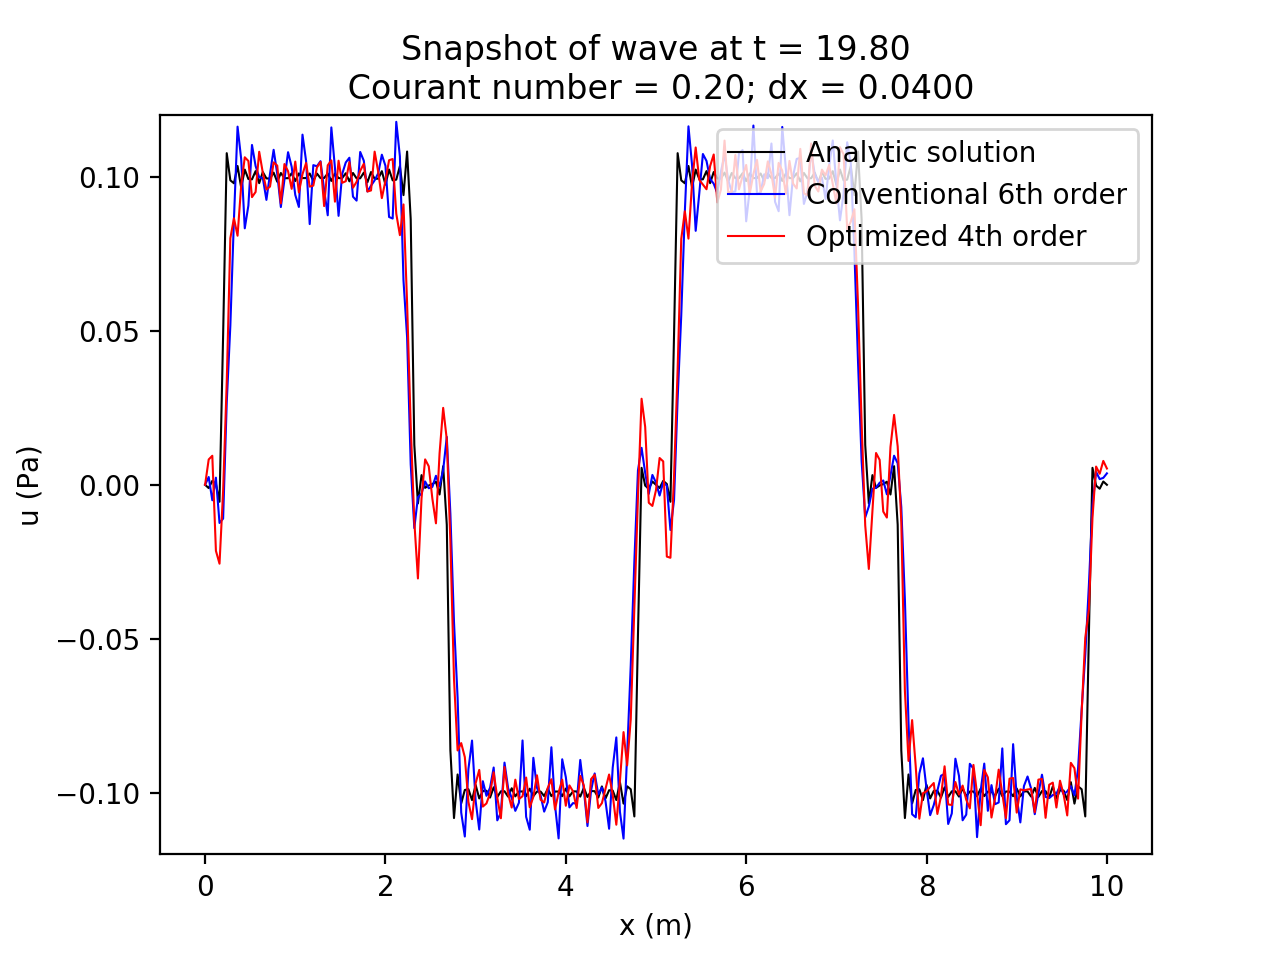 Snapshot of wave at t = 19.80
Courant number = 0.20; dx = 0.0400
Analytic solution
Conventional 6th order
Optimized 4th order
0.10
0.05
0.00
−0.05
−0.10
u (Pa)
0 2 4 6 8 10
x (m)